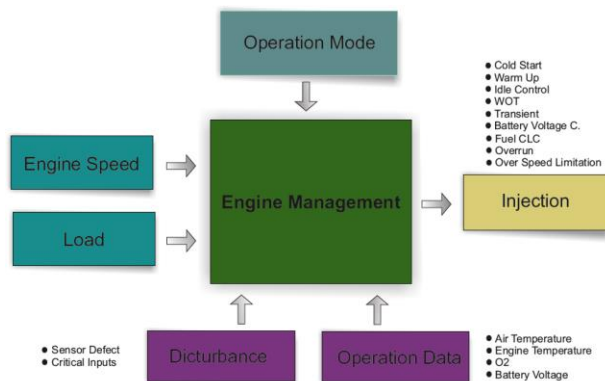 Operation Mode
● Cold Start
● Warm Up
● Idle Control
● WOT
● Transient
● Battery Voltage C.
● Fuel CLC
● Overrun
● Over Speed Limitation
Engine Speed
Engine Management
Injection
Load
● Sensor Defect
● Critical Inputs
Dicturbance
Operation Data
● Air Temperature
● Engine Temperature
● O2
● Battery Voltage